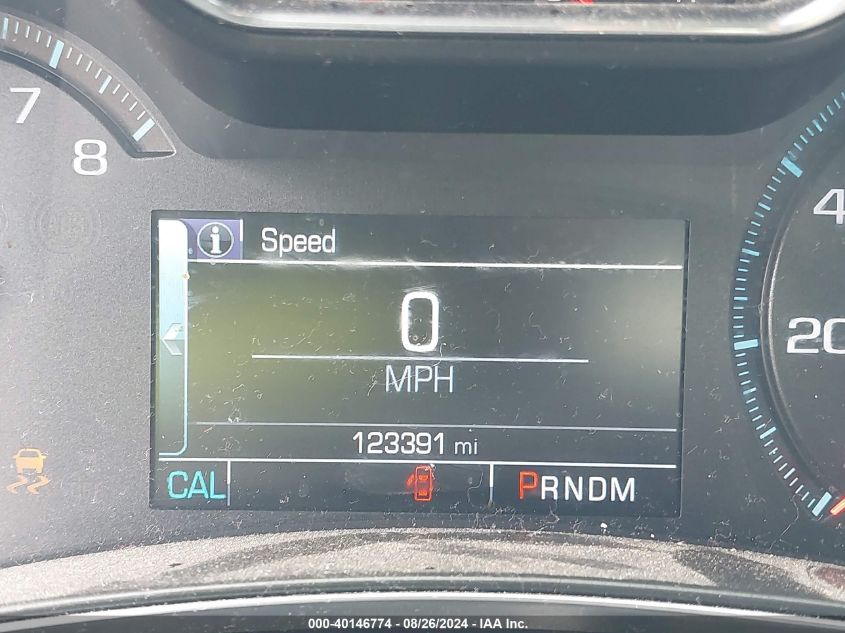 7
8
Speed
0
MPH
4
20
123391 mi
CAL
PRNDM
000-40146774 - 08/26/2024 - IAA Inc.